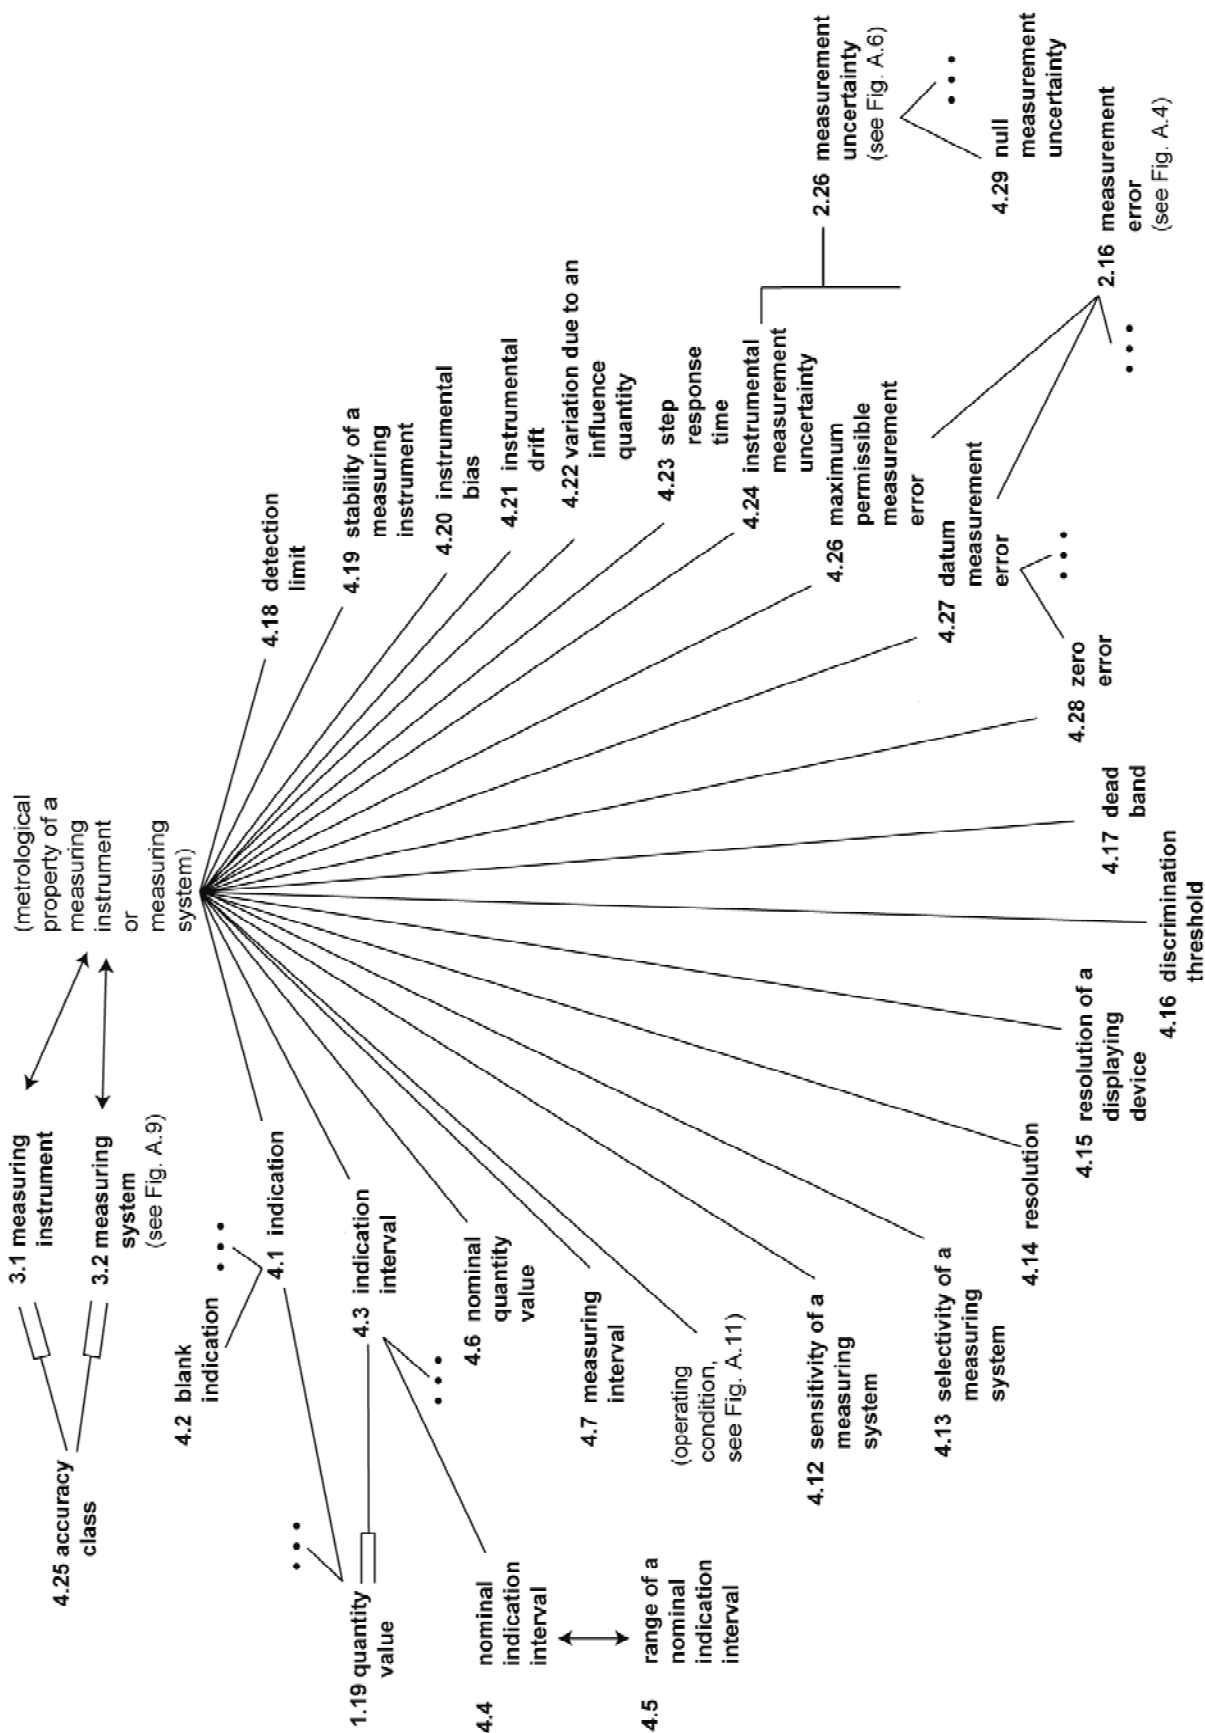 (metrological
property of a
measuring
instrument
or
measuring
system)
3.1 measuring
instrument
3.2 measuring
system
(see Fig. A.9)
4.25 accuracy
class
4.2 blank
indication
• • •
4.1 indication
• • •
1.19 quantity
value
4.3 indication
interval
• • •
4.4 nominal
indication
interval
4.5 range of a
nominal
indication
interval
4.6 nominal
quantity
value
4.7 measuring
interval
(operating
condition,
see Fig. A.11)
4.12 sensitivity of a
measuring
system
4.13 selectivity of a
measuring
system
4.14 resolution
4.15 resolution of a
displaying
device
4.16 discrimination
threshold
4.17 dead
band
4.28 zero
error
• • •
4.27 datum
measurement
error
4.26 maximum
permissible
measurement
error
2.16 measurement
error
(see Fig. A.4)
• • •
4.24 instrumental
measurement
uncertainty
2.26 measurement
uncertainty
(see Fig. A.6)
• • •
4.29 null
measurement
uncertainty
4.23 step
response
time
4.22 variation due to an
influence
quantity
4.21 instrumental
drift
4.20 instrumental
bias
4.19 stability of a
measuring
instrument
4.18 detection
limit